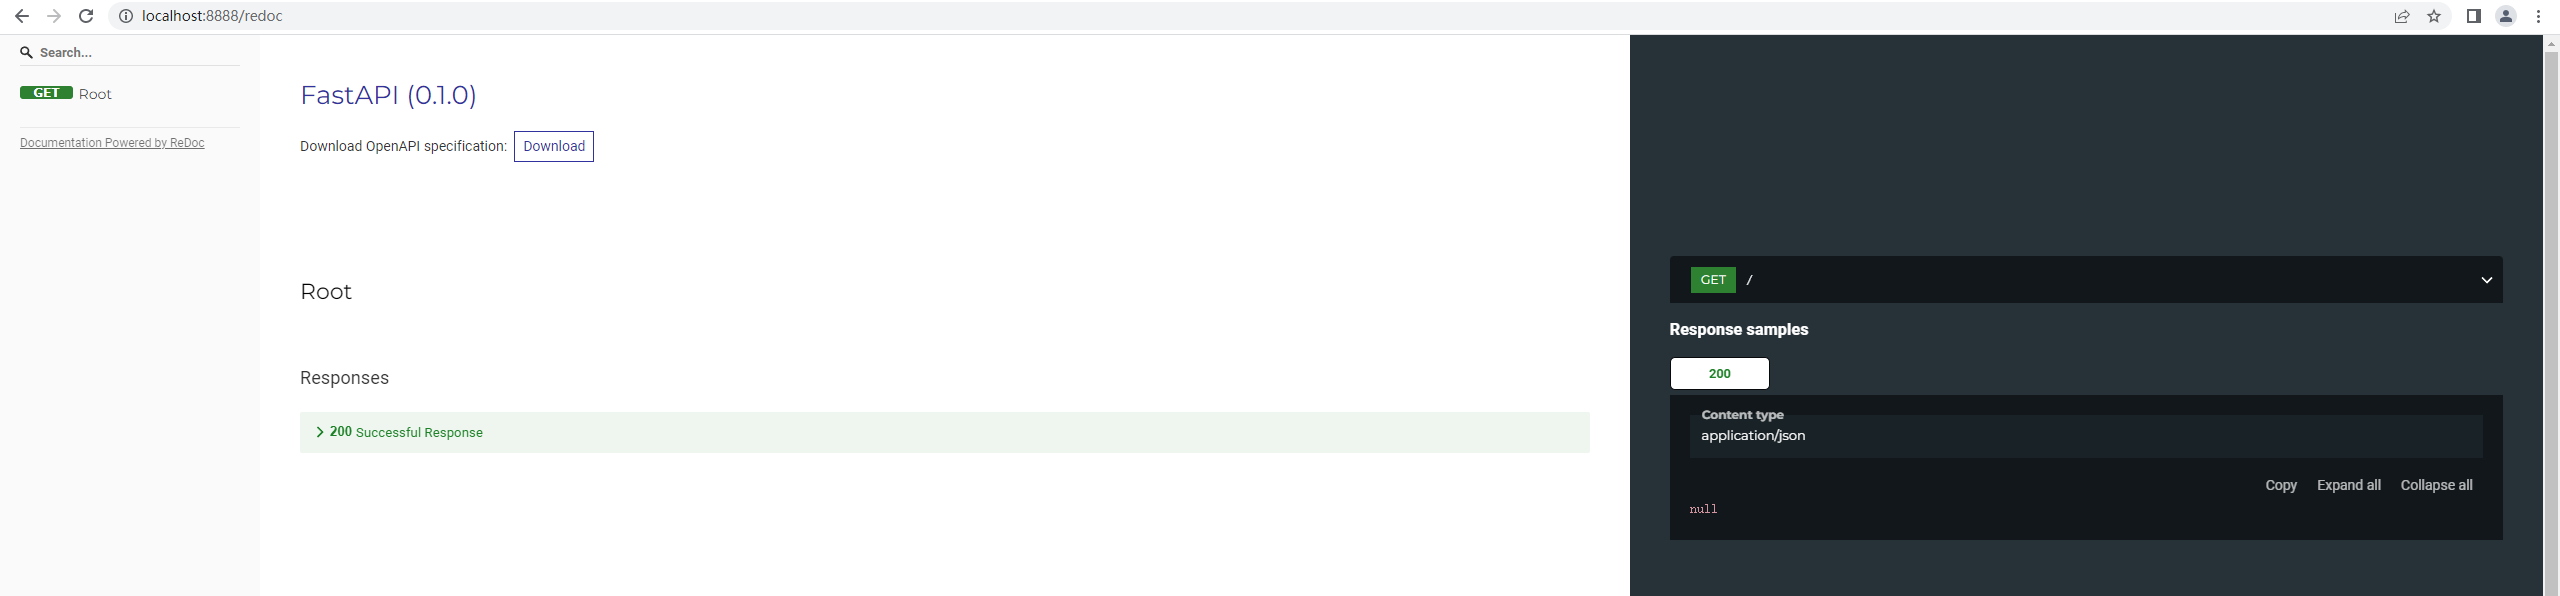 localhost:8888/redoc
Search...
GET Root
Documentation Powered by ReDoc
FastAPI (0.1.0)
Download OpenAPI specification: Download
Root
Responses
200 Successful Response
GET /
Response samples
200
Content type
application/json
Copy Expand all Collapse all
null